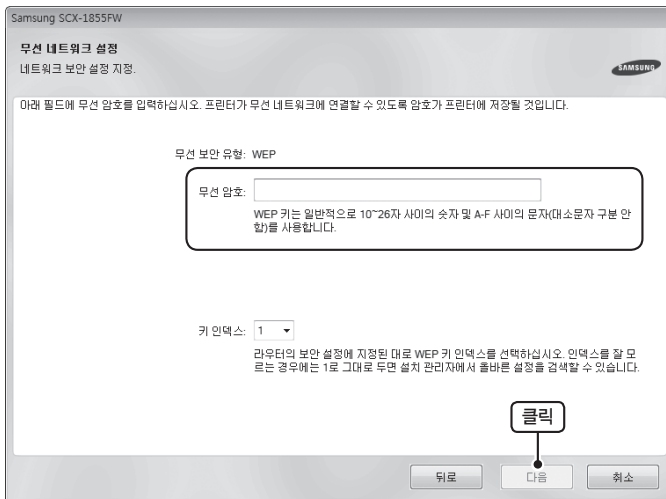 Samsung SCX-1855FW
무선 네트워크 설정
네트워크 보안 설정 지정.
SAMSUNG
아래 필드에 무선 암호를 입력하십시오. 프린터가 무선 네트워크에 연결할 수 있도록 암호가 프린터에 저장될 것입니다.
무선 보안 유형: WEP
무선 암호:
WEP 키는 일반적으로 10~26자 사이의 숫자 및 A-F 사이의 문자(대소문자 구분 안
함)를 사용합니다.
키 인덱스: 1
라우터의 보안 설정에 지정된 대로 WEP 키 인덱스를 선택하십시오. 인덱스를 잘 모
르는 경우에는 1로 그대로 두면 설치 관리자에서 올바른 설정을 검색할 수 있습니다.
클릭
뒤로 다음 취소